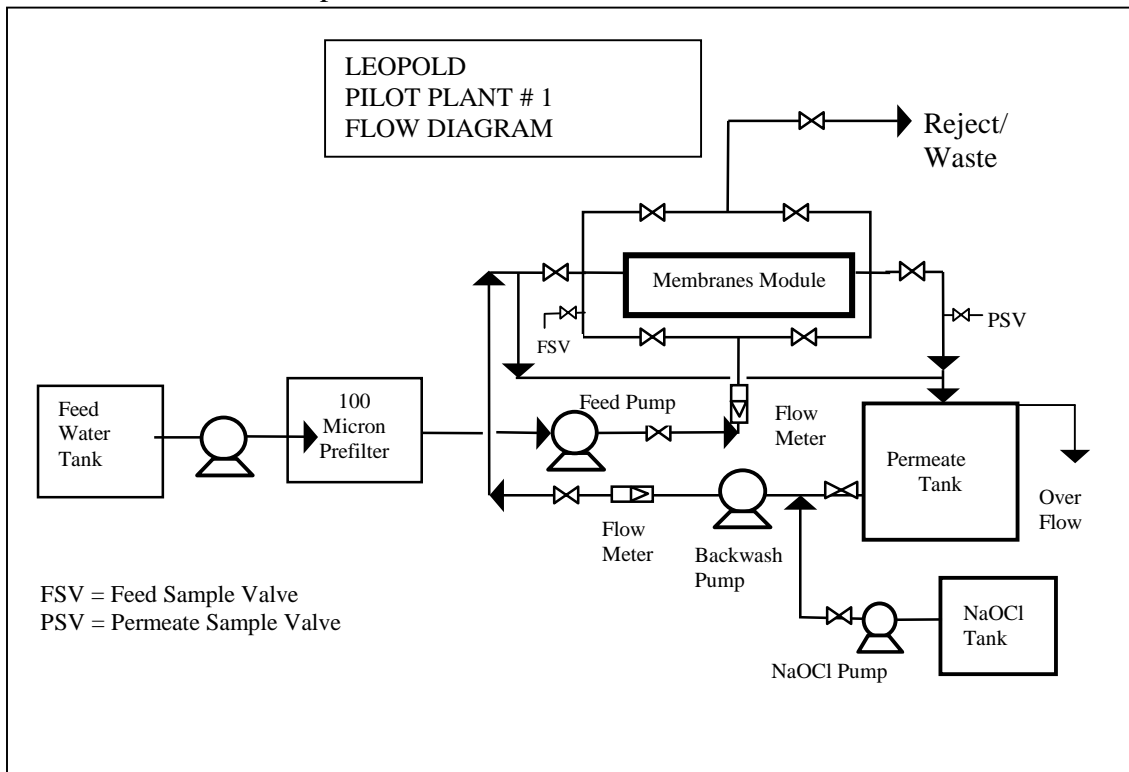 LEOPOLD
PILOT PLANT # 1
FLOW DIAGRAM
Reject/
Waste
Membranes Module
FSV
PSV
Feed
Water
Tank
100
Micron
Prefilter
Feed Pump
Flow
Meter
Permeate
Tank
Over
Flow
Flow
Meter
Backwash
Pump
FSV = Feed Sample Valve
PSV = Permeate Sample Valve
NaOCl
Tank
NaOCl Pump